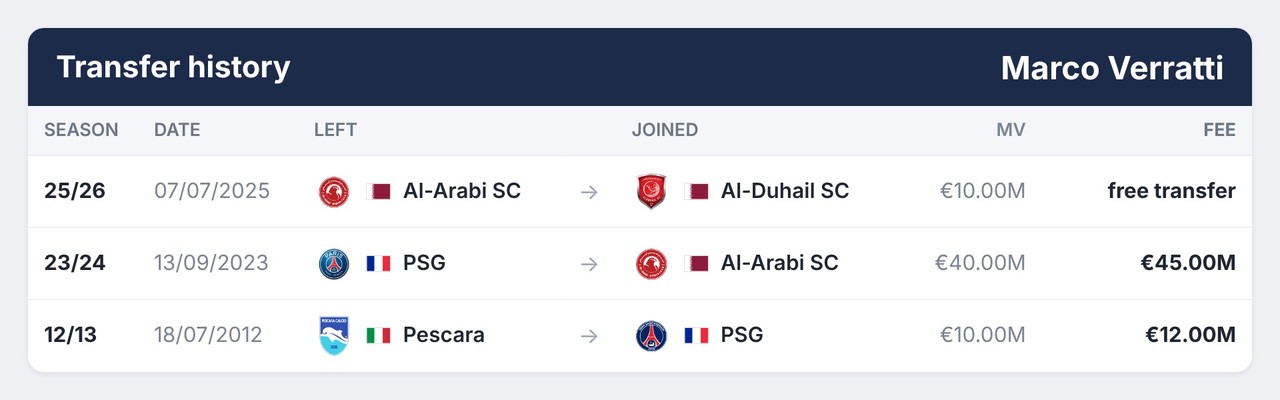 Transfer history Marco Verratti
SEASON DATE LEFT JOINED MV FEE
25/26 07/07/2025 Al-Arabi SC → Al-Duhail SC €10.00M free transfer
23/24 13/09/2023 PSG → Al-Arabi SC €40.00M €45.00M
12/13 18/07/2012 Pescara → PSG €10.00M €12.00M